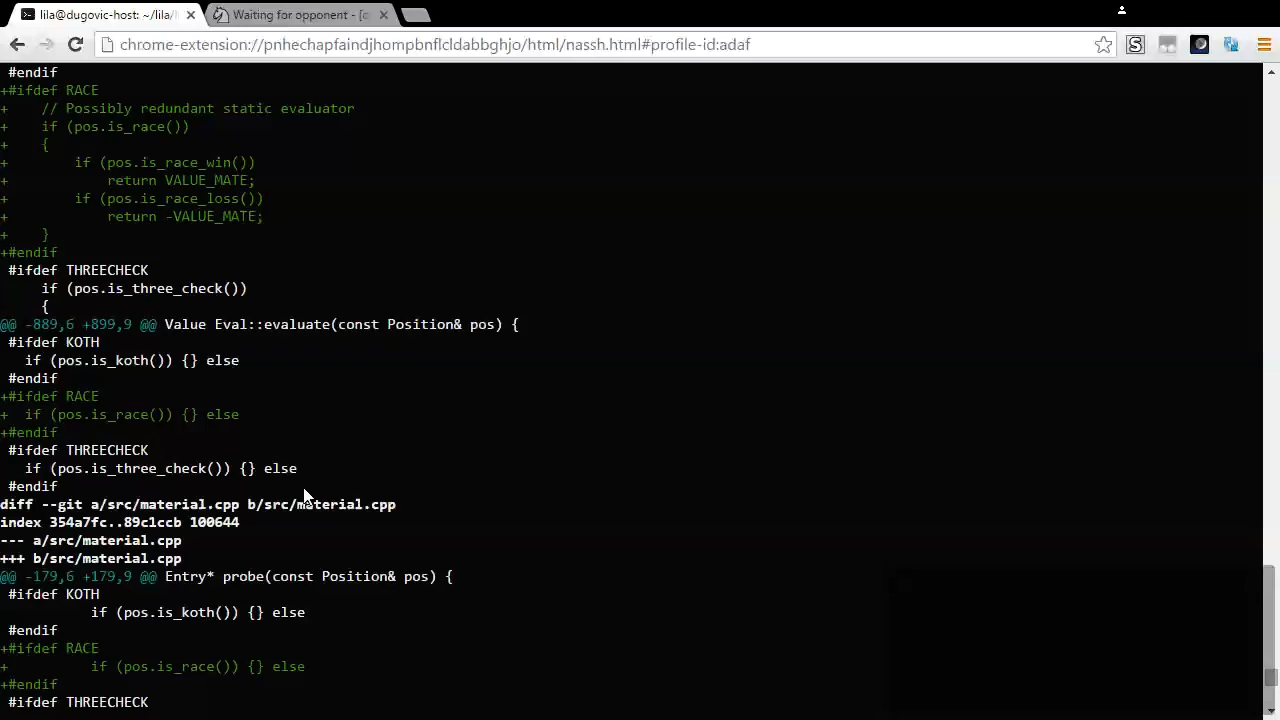 lila@dugovic-host: ~/lila/
Waiting for opponent - [o
chrome-extension://pnhechapfaindjhompbnflcldabbghjo/html/nassh.html#profile-id:adaf
#endif
+#ifdef RACE
+    // Possibly redundant static evaluator
+    if (pos.is_race())
+    {
+        if (pos.is_race_win())
+            return VALUE_MATE;
+        if (pos.is_race_loss())
+            return -VALUE_MATE;
+    }
+#endif
#ifdef THREECHECK
if (pos.is_three_check())
{
@@ -889,6 +899,9 @@ Value Eval::evaluate(const Position& pos) {
#ifdef KOTH
if (pos.is_koth()) {} else
#endif
+#ifdef RACE
+  if (pos.is_race()) {} else
+#endif
#ifdef THREECHECK
if (pos.is_three_check()) {} else
#endif
diff --git a/src/material.cpp b/src/material.cpp
index 354a7fc..89c1ccb 100644
--- a/src/material.cpp
+++ b/src/material.cpp
@@ -179,6 +179,9 @@ Entry* probe(const Position& pos) {
#ifdef KOTH
if (pos.is_koth()) {} else
#endif
+#ifdef RACE
+          if (pos.is_race()) {} else
+#endif
#ifdef THREECHECK